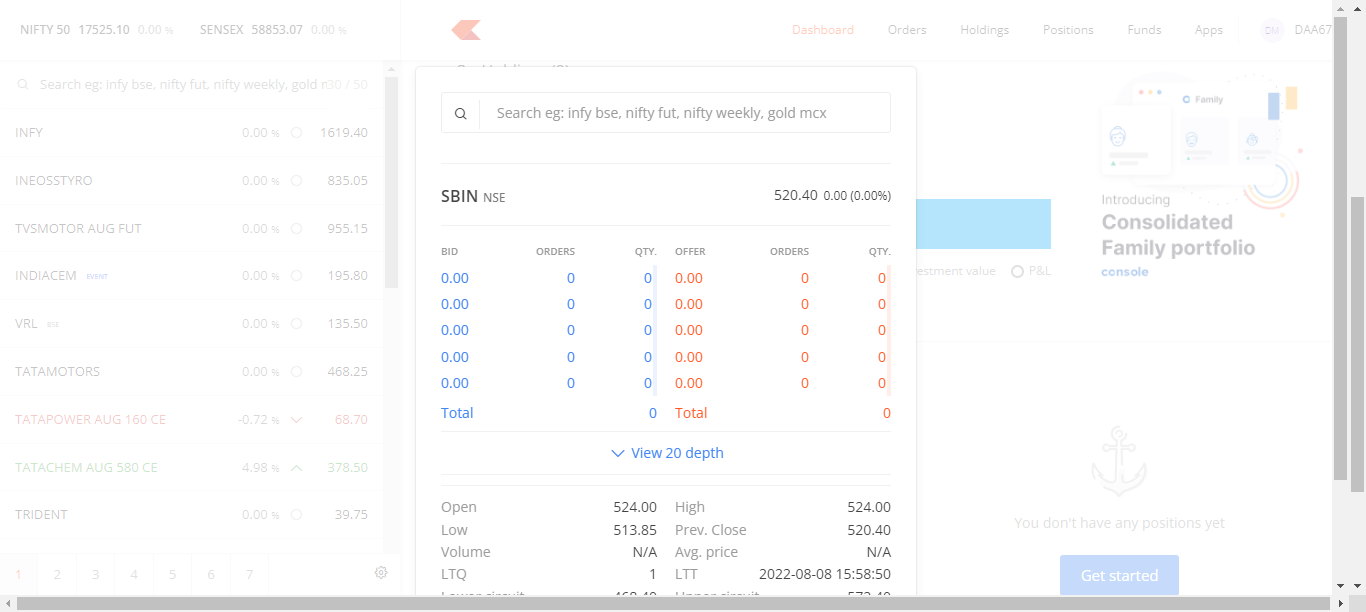 NIFTY 50 17525.10 0.00 % SENSEX 58853.07 0.00 %
Dashboard Orders Holdings Positions Funds Apps DM DAA67
Search eg: infy bse, nifty fut, nifty weekly, gold 30 / 50
INFY 0.00 % 1619.40
INEOSSTYRO 0.00 % 835.05
TVSMOTOR AUG FUT 0.00 % 955.15
INDIACEM EVENT 0.00 % 195.80
VRL BSE 0.00 % 135.50
TATAMOTORS 0.00 % 468.25
TATAPOWER AUG 160 CE -0.72 % 68.70
TATACHEM AUG 580 CE 4.98 % 378.50
TRIDENT 0.00 % 39.75
1 2 3 4 5 6 7
Search eg: infy bse, nifty fut, nifty weekly, gold mcx
SBIN NSE 520.40 0.00 (0.00%)
BID ORDERS QTY. OFFER ORDERS QTY.
0.00 0 0 0.00 0 0
0.00 0 0 0.00 0 0
0.00 0 0 0.00 0 0
0.00 0 0 0.00 0 0
0.00 0 0 0.00 0 0
Total 0 Total 0
View 20 depth
Open 524.00 High 524.00
Low 513.85 Prev. Close 520.40
Volume N/A Avg. price N/A
LTQ 1 LTT 2022-08-08 15:58:50
Lower circuit 468.40 Upper circuit 572.40
estment value P&L
Family
Introducing
Consolidated
Family portfolio
console
You don't have any positions yet
Get started